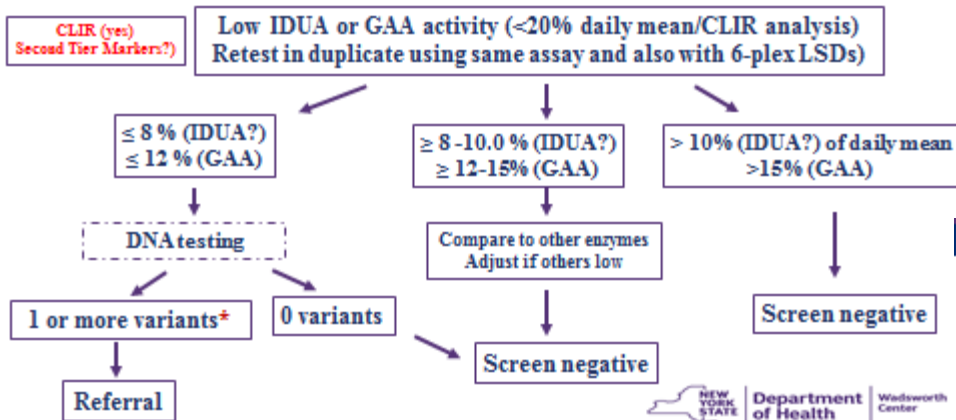 CLIR (yes)
Second Tier Markers?)
Low IDUA or GAA activity (<20% daily mean/CLIR analysis)
Retest in duplicate using same assay and also with 6-plex LSDs)
≤ 8 % (IDUA?)
≤ 12 % (GAA)
≥ 8 -10.0 % (IDUA?)
≥ 12-15% (GAA)
> 10% (IDUA?) of daily mean
>15% (GAA)
DNA testing
Compare to other enzymes
Adjust if others low
1 or more variants*
0 variants
Screen negative
Screen negative
Referral
NEW
YORK
STATE
Department
of Health
Wadsworth
Center